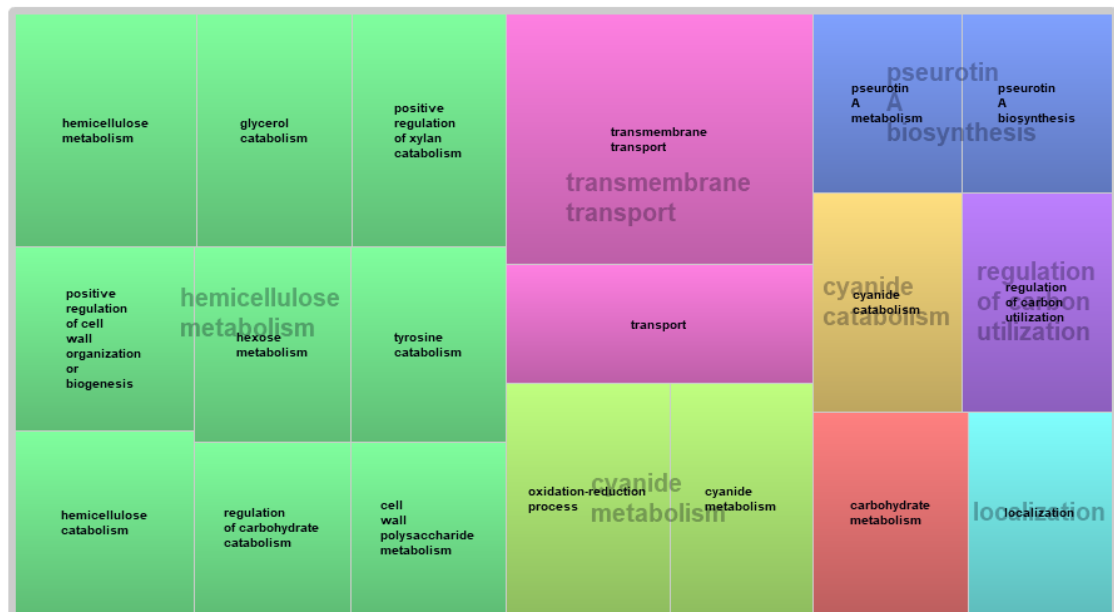 hemicellulose
metabolism
glycerol
catabolism
positive
regulation
of xylan
catabolism
positive
regulation
of cell
wall
organization
or
biogenesis
hemicellulose
metabolism
hexose
metabolism
tyrosine
catabolism
hemicellulose
catabolism
regulation
of carbohydrate
catabolism
cell
wall
polysaccharide
metabolism
transmembrane
transport
transmembrane
transport
transport
oxidation-reduction
process
cyanide
metabolism
cyanide
metabolism
pseurotin
A
biosynthesis
pseurotin
A
metabolism
pseurotin
A
biosynthesis
cyanide
catabolism
cyanide
catabolism
regulation
of carbon
utilization
regulation
of carbon
utilization
carbohydrate
metabolism
localization
localization